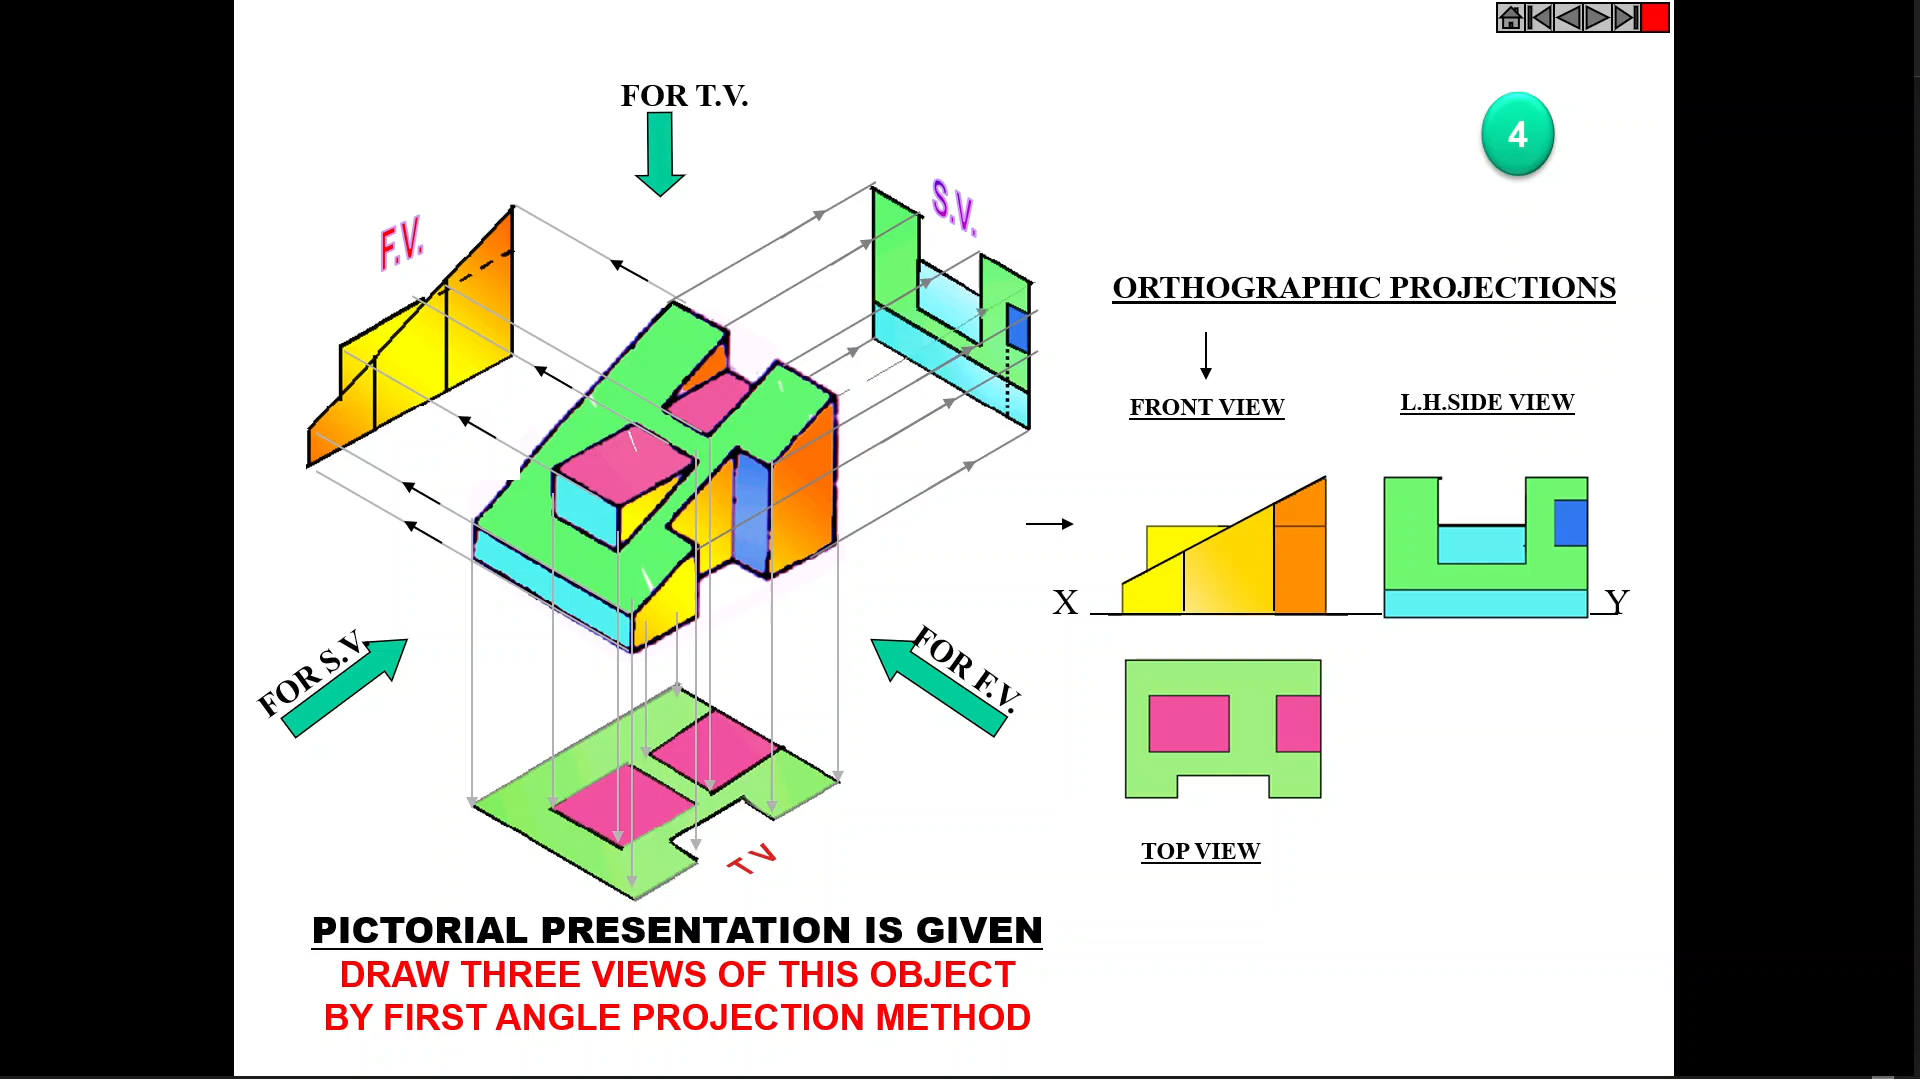 FOR T.V.
4
S.V.
F.V.
ORTHOGRAPHIC PROJECTIONS
FRONT VIEW
L.H.SIDE VIEW
X
Y
FOR S.V.
FOR F.V.
T V
TOP VIEW
PICTORIAL PRESENTATION IS GIVEN
DRAW THREE VIEWS OF THIS OBJECT
BY FIRST ANGLE PROJECTION METHOD